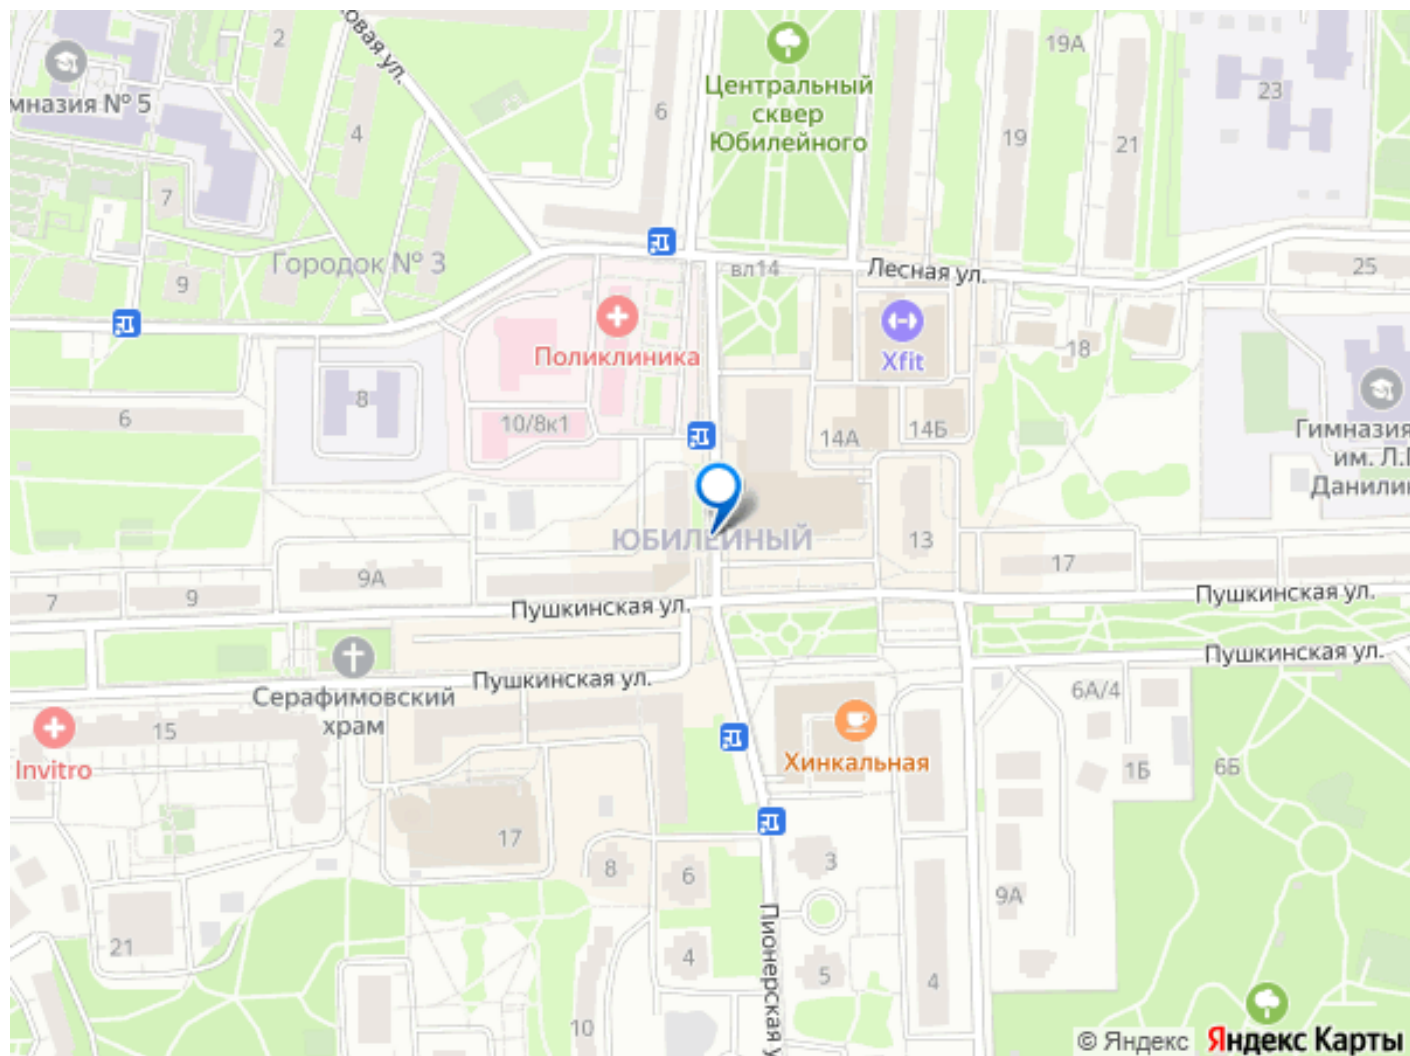 2
овая ул.
19А
6
23
Центральный
сквер
Юбилейного
мназия № 5
4
19
21
7
Городок № 3
вл14
Лесная ул.
25
9
Поликлиника
Xfit
18
8
6
10/8к1
14А
14Б
Гимназия
им. Л.
Данилин
ЮБИЛЕЙНЫЙ
13
17
9А
7
9
Пушкинская ул.
Пушкинская ул.
Пушкинская ул.
Пушкинская ул.
Серафимовский
храм
6А/4
15
Invitro
Хинкальная
1Б
6Б
17
8
6
3
9А
21
4
5
4
10
Пионерская у
© Яндекс Яндекс Карты